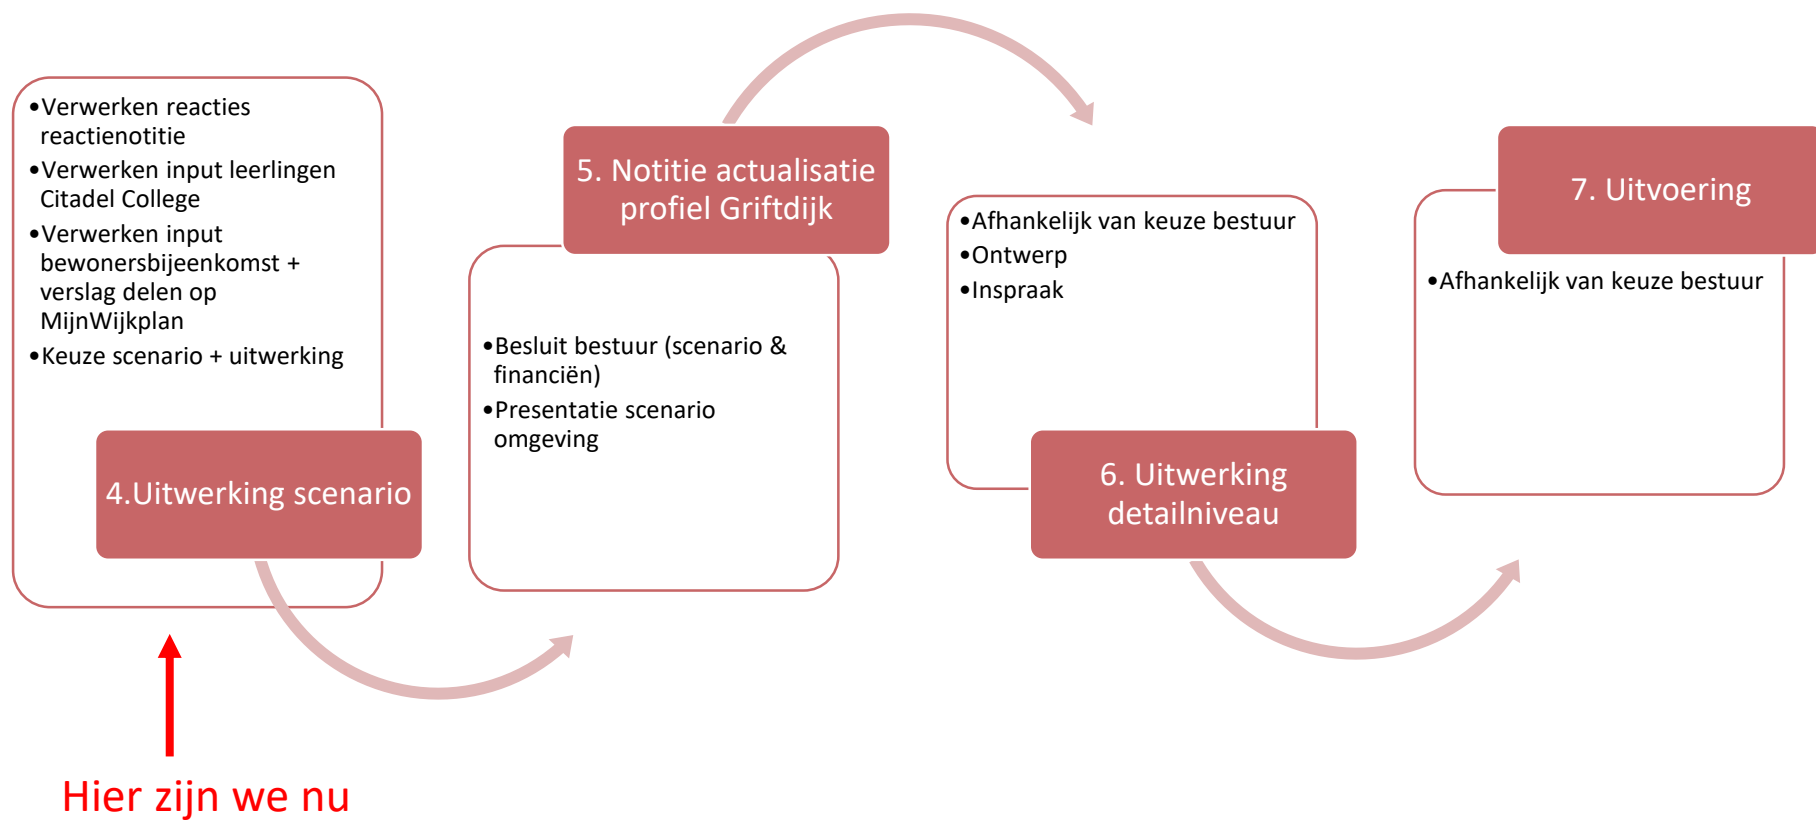 •Verwerken reacties
reactienotitie
•Verwerken input leerlingen
Citadel College
•Verwerken input
bewonersbijeenkomst +
verslag delen op
MijnWijkplan
•Keuze scenario + uitwerking
4.Uitwerking scenario
Hier zijn we nu
5. Notitie actualisatie
profiel Griftdijk
•Besluit bestuur (scenario &
financiën)
•Presentatie scenario
omgeving
•Afhankelijk van keuze bestuur
•Ontwerp
•Inspraak
6. Uitwerking
detailniveau
7. Uitvoering
•Afhankelijk van keuze bestuur